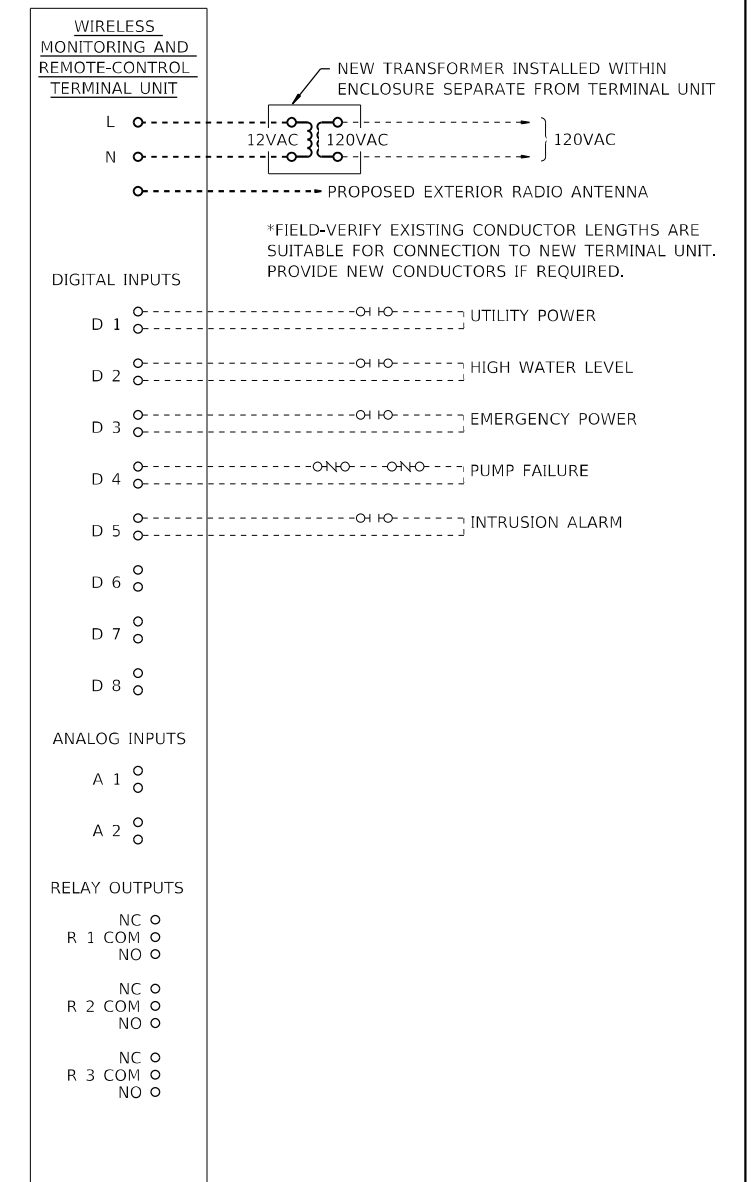 WIRELESS
MONITORING AND
REMOTE-CONTROL
TERMINAL UNIT
NEW TRANSFORMER INSTALLED WITHIN
ENCLOSURE SEPARATE FROM TERMINAL UNIT
L
12VAC 120VAC
120VAC
N
PROPOSED EXTERIOR RADIO ANTENNA
*FIELD-VERIFY EXISTING CONDUCTOR LENGTHS ARE
SUITABLE FOR CONNECTION TO NEW TERMINAL UNIT.
PROVIDE NEW CONDUCTORS IF REQUIRED.
DIGITAL INPUTS
D 1
UTILITY POWER
D 2
HIGH WATER LEVEL
D 3
EMERGENCY POWER
D 4
PUMP FAILURE
D 5
INTRUSION ALARM
D 6
D 7
D 8
ANALOG INPUTS
A 1
A 2
RELAY OUTPUTS
NC
R 1 COM
NO
NC
R 2 COM
NO
NC
R 3 COM
NO